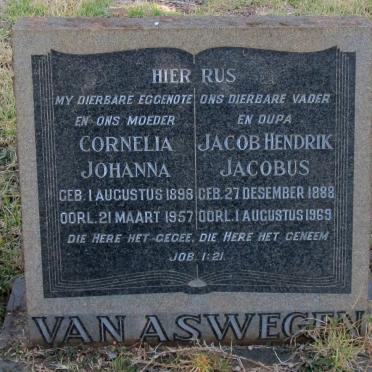 HIER RUS
MY DIERBARE EGGENOTE
EN ONS MOEDER
CORNELIA
JOHANNA
GEB. 1 AUGUSTUS 1896
OORL. 21 MAART 1957
ONS DIERBARE VADER
EN OUPA
JACOB HENDRIK
JACOBUS
GEB. 27 DESEMBER 1888
OORL. 1 AUGUSTUS 1969
DIE HERE HET GEGEE, DIE HERE HET GENEEM
JOB. 1:21.
VAN ASWEGEN